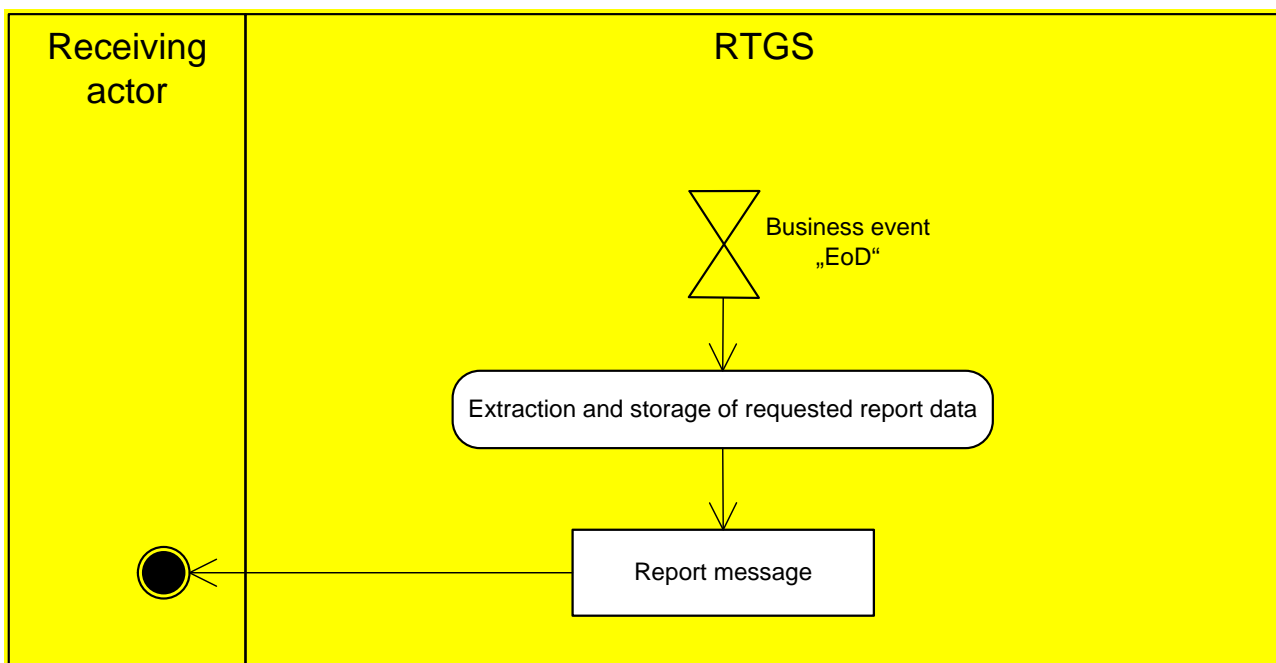 Receiving
actor
RTGS
Business event
„EoD“
Extraction and storage of requested report data
Report message